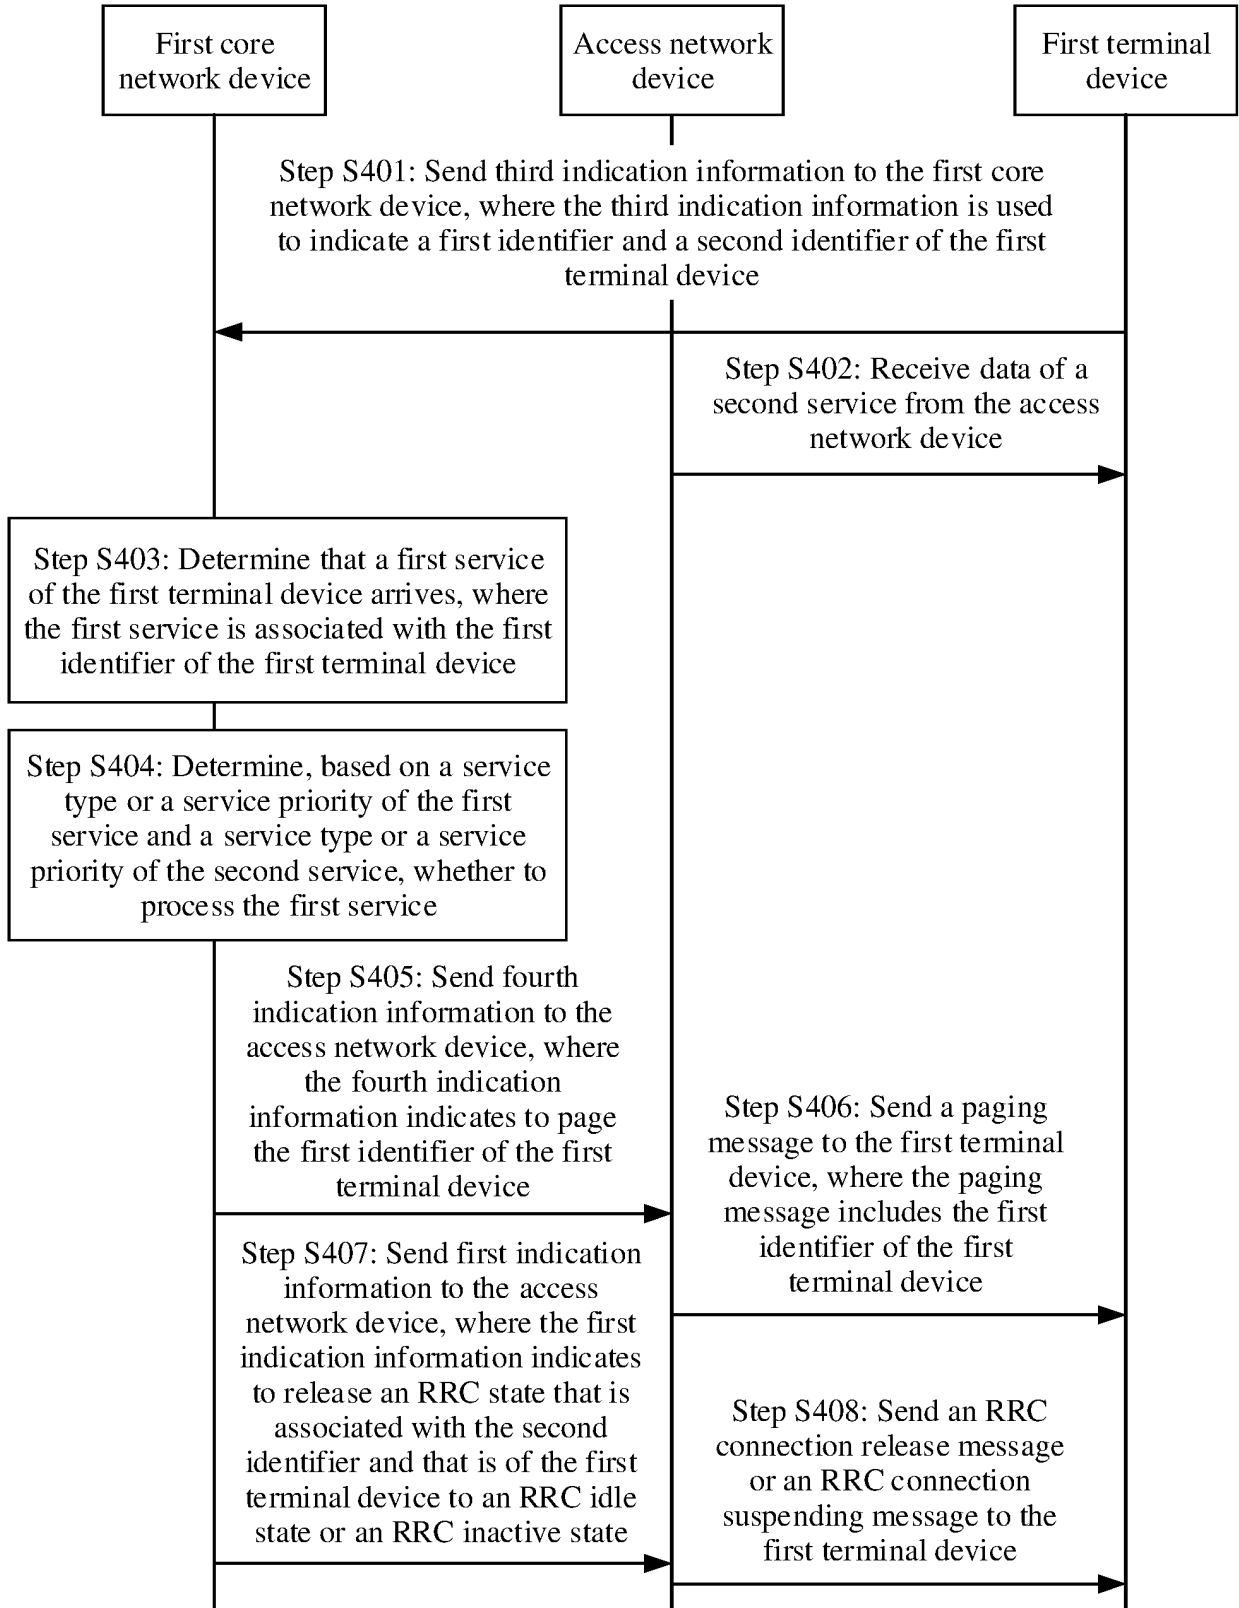 First core
network device
Access network
device
First terminal
device
Step S401: Send third indication information to the first core
network device, where the third indication information is used
to indicate a first identifier and a second identifier of the first
terminal device
Step S402: Receive data of a
second service from the access
network device
Step S403: Determine that a first service
of the first terminal device arrives, where
the first service is associated with the first
identifier of the first terminal device
Step S404: Determine, based on a service
type or a service priority of the first
service and a service type or a service
priority of the second service, whether to
process the first service
Step S405: Send fourth
indication information to the
access network device, where
the fourth indication
information indicates to page
the first identifier of the first
terminal device
Step S406: Send a paging
message to the first terminal
device, where the paging
message includes the first
identifier of the first
terminal device
Step S407: Send first indication
information to the access
network device, where the first
indication information indicates
to release an RRC state that is
associated with the second
identifier and that is of the first
terminal device to an RRC idle
state or an RRC inactive state
Step S408: Send an RRC
connection release message
or an RRC connection
suspending message to the
first terminal device